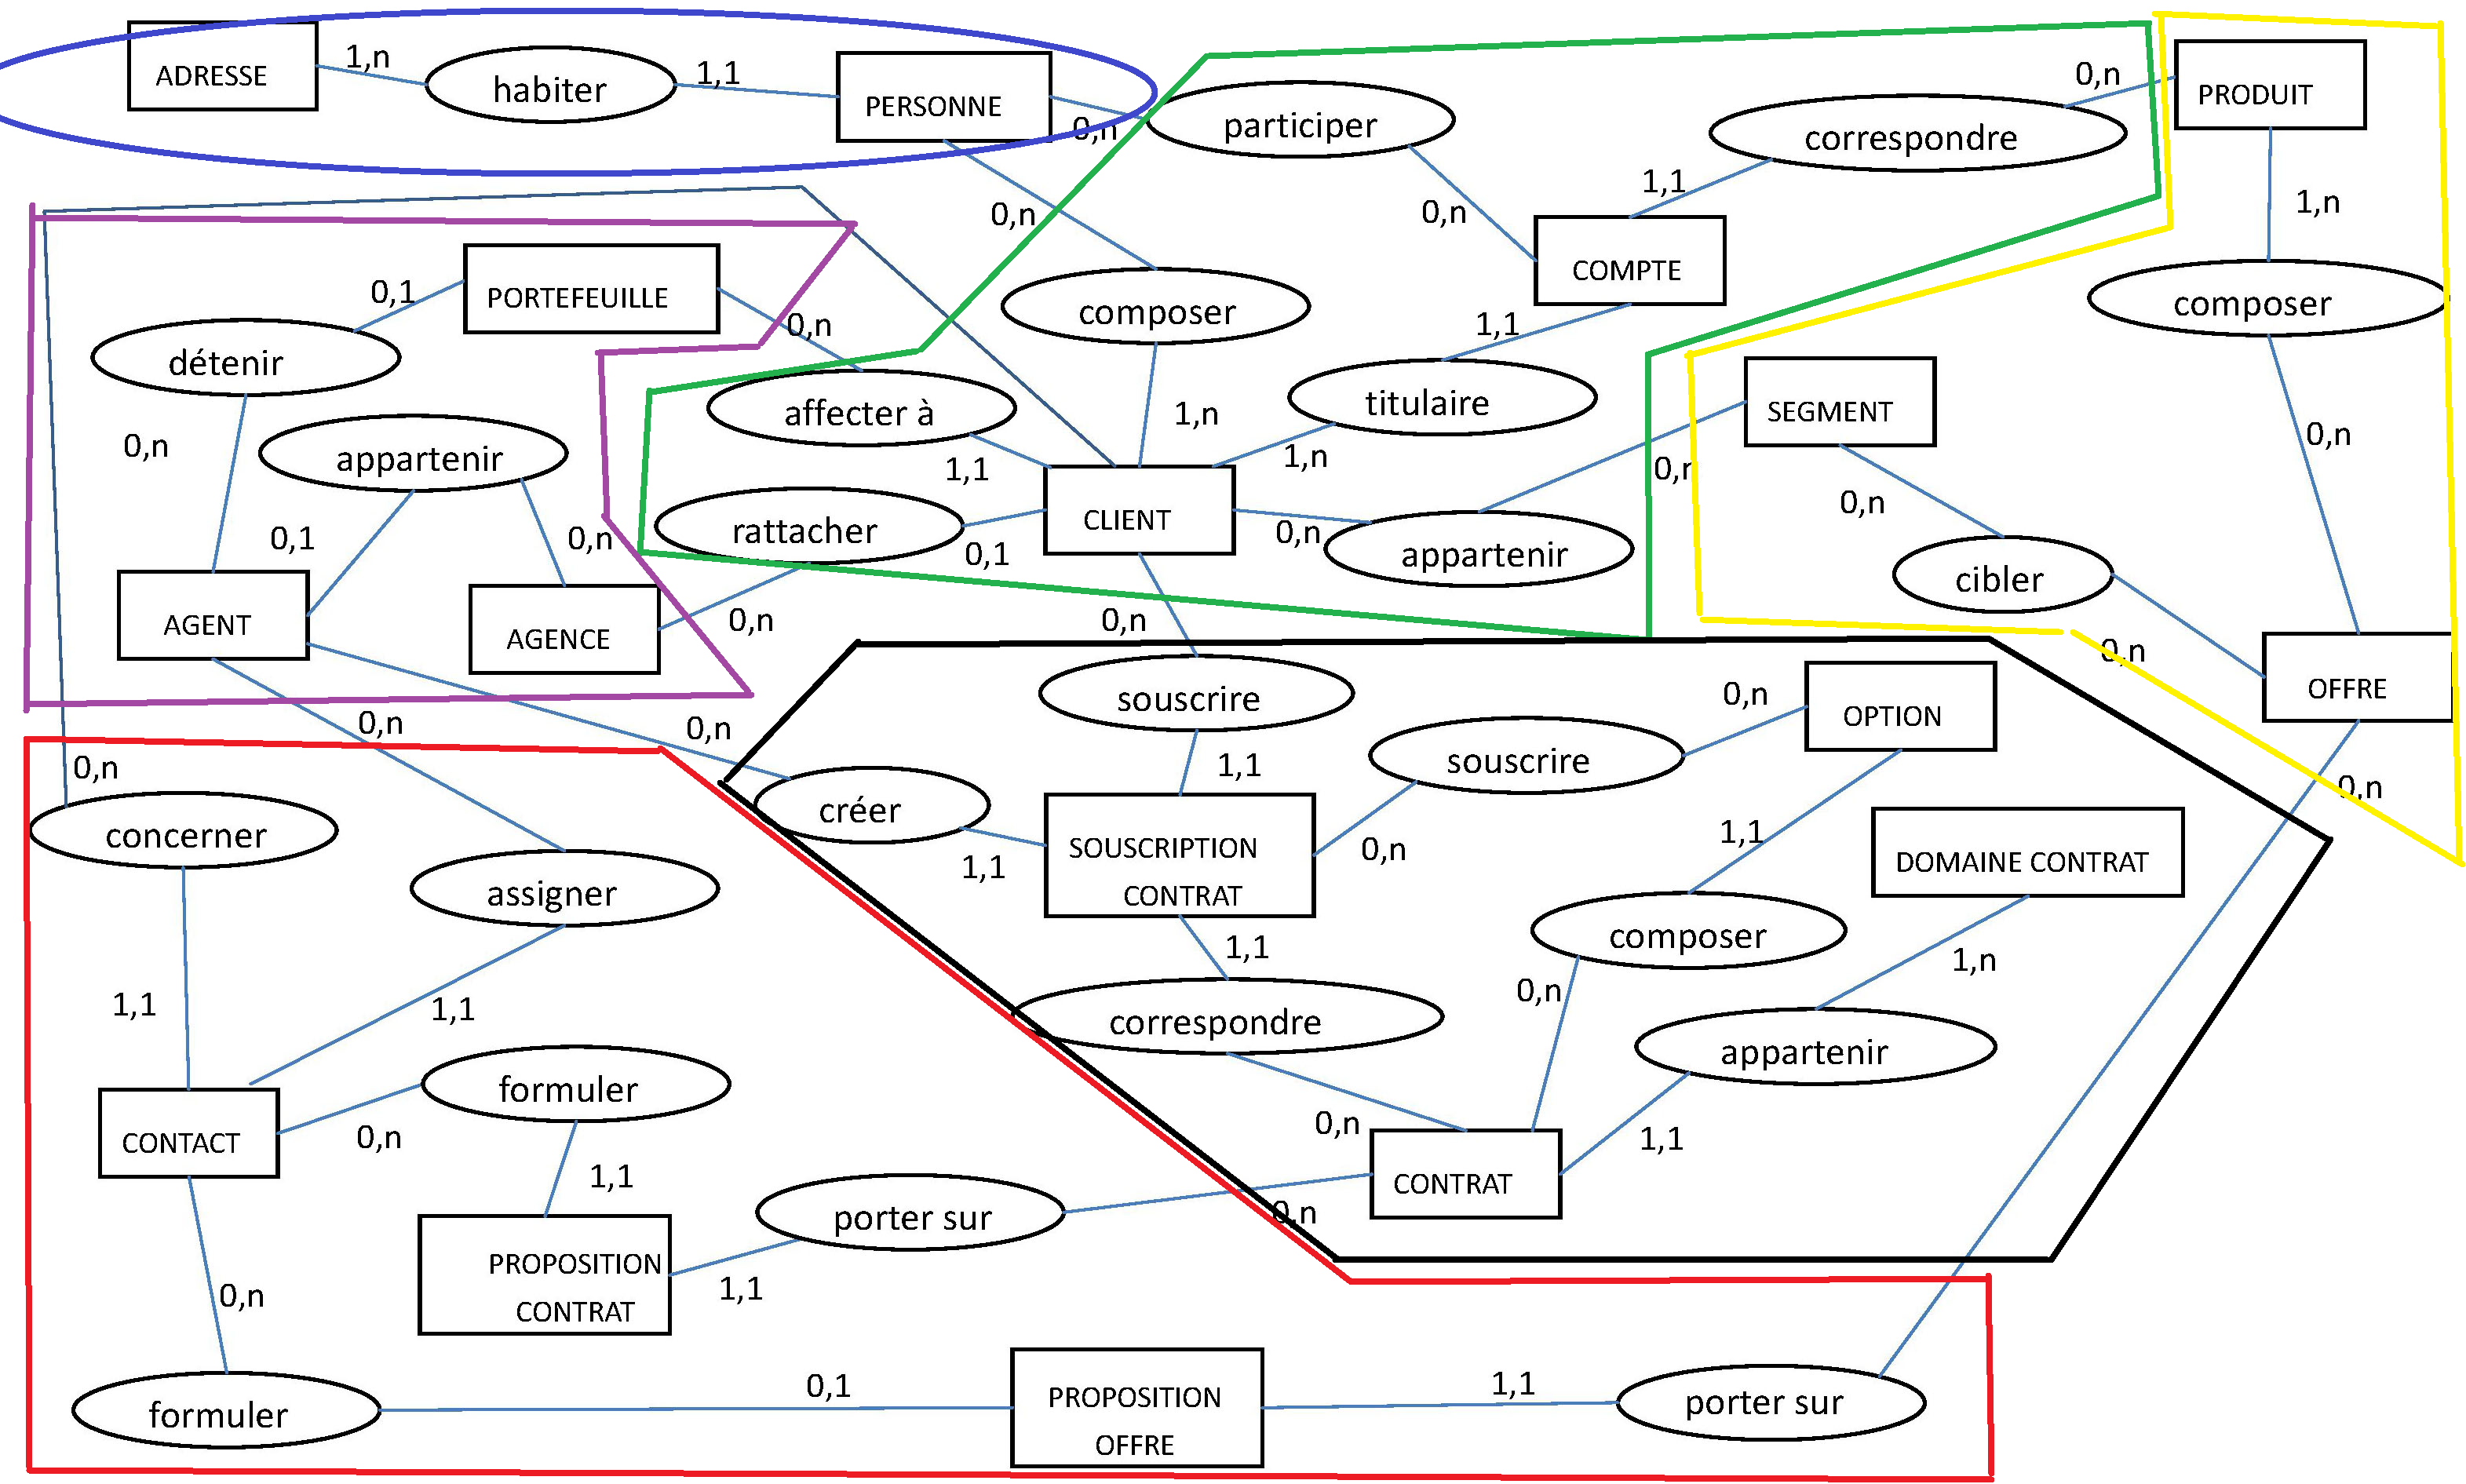 ADRESSE
1,n
habiter
1,1
PERSONNE
0,n
participer
0,n
correspondre
0,n
PRODUIT
1,1
COMPTE
1,n
composer
0,n
composer
1,1
titulaire
PORTEFEUILLE
0,1
0,n
détenir
affecter à
1,n
1,n
SEGMENT
0,n
0,n
0,n
appartenir
1,1
0,1
0,n
rattacher
0,1
CLIENT
0,n
appartenir
cibler
AGENT
AGENCE
0,n
0,n
0,n
souscrire
0,n
OPTION
OFFRE
0,n
0,n
0,n
1,1
souscrire
0,n
concerner
créer
1,1
SOUSCRIPTION
CONTRAT
0,n
1,1
DOMAINE CONTRAT
assigner
1,1
composer
1,n
1,1
1,1
correspondre
0,n
appartenir
formuler
CONTACT
0,n
0,n
1,1
1,1
porter sur
0,n
CONTRAT
PROPOSITION
CONTRAT
1,1
0,n
formuler
0,1
PROPOSITION
OFFRE
1,1
porter sur